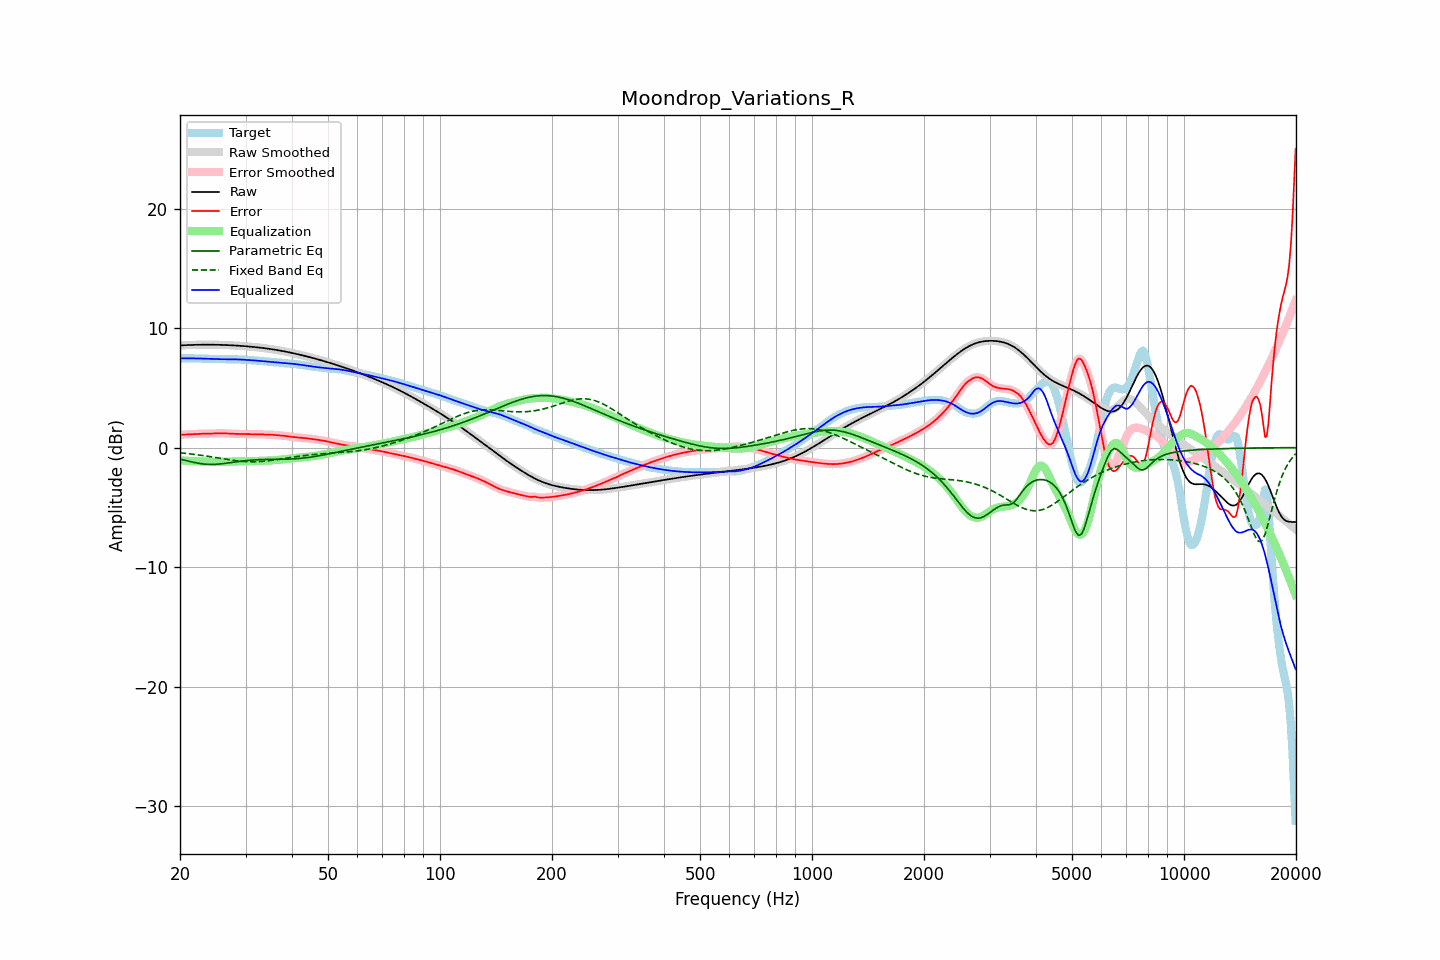 Moondrop_Variations_R
Target
Raw Smoothed
Error Smoothed
Raw
Error
Equalization
Parametric Eq
Fixed Band Eq
Equalized
Amplitude (dBr)
20
10
0
−10
−20
−30
20 50 100 200 500 1000 2000 5000 10000 20000
Frequency (Hz)